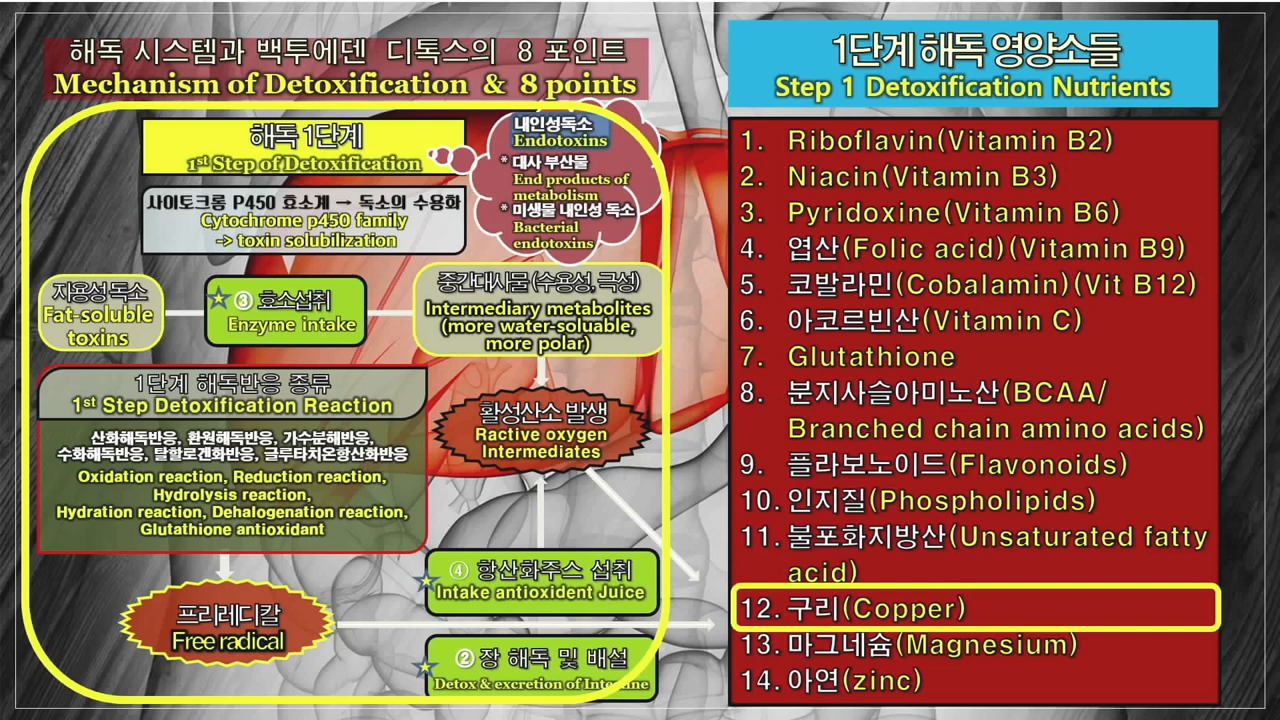 해독 시스템과 백투에덴 디톡스의 8 포인트
Mechanism of Detoxification & 8 points
해독 1단계
1st Step of Detoxification
사이토크롬 P450 효소계 → 독소의 수용화
Cytochrome p450 family
-> toxin solubilization
내인성독소
Endotoxins
* 대사 부산물
End products of
metabolism
* 미생물 내인성 독소
Bacterial
endotoxins
지용성 독소
Fat-soluble
toxins
③ 효소섭취
Enzyme intake
중간대사물 (수용성, 극성)
Intermediary metabolites
(more water-soluable,
more polar)
1단계 해독반응 종류
1st Step Detoxification Reaction
산화해독반응, 환원해독반응, 가수분해반응,
수화해독반응, 탈할로겐화반응, 글루타치온항산화반응
Oxidation reaction, Reduction reaction,
Hydrolysis reaction,
Hydration reaction, Dehalogenation reaction,
Glutathione antioxidant
활성산소 발생
Ractive oxygen
Intermediates
④ 항산화주스 섭취
Intake antioxident Juice
프리레디칼
Free radical
② 장 해독 및 배설
Detox & excretion of Intestine
1단계 해독 영양소들
Step 1 Detoxification Nutrients
1. Riboflavin(Vitamin B2)
2. Niacin(Vitamin B3)
3. Pyridoxine(Vitamin B6)
4. 엽산(Folic acid)(Vitamin B9)
5. 코발라민(Cobalamin)(Vit B12)
6. 아코르빈산(Vitamin C)
7. Glutathione
8. 분지사슬아미노산(BCAA/
Branched chain amino acids)
9. 플라보노이드(Flavonoids)
10. 인지질(Phospholipids)
11. 불포화지방산(Unsaturated fatty
acid)
12. 구리(Copper)
13. 마그네슘(Magnesium)
14. 아연(zinc)